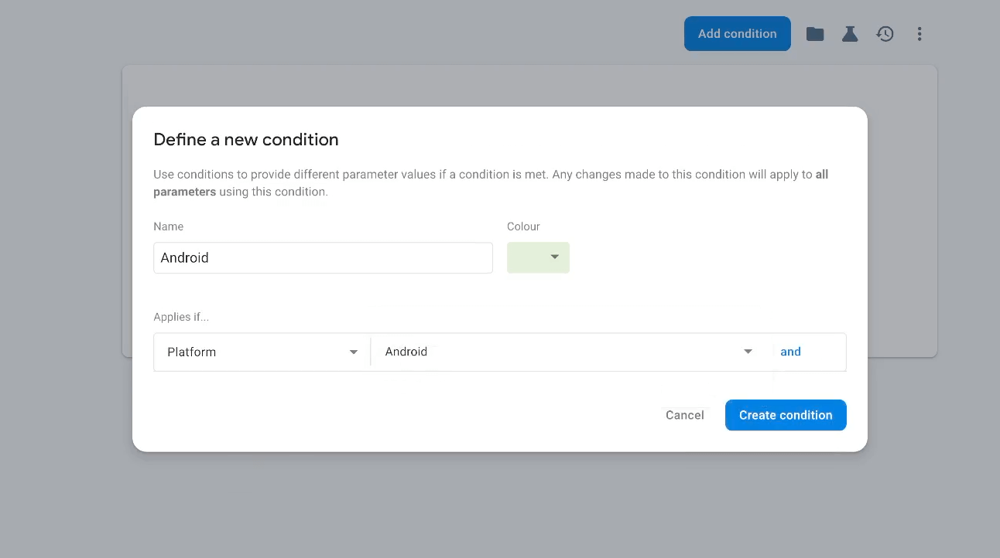 Add condition
Define a new condition
Use conditions to provide different parameter values if a condition is met. Any changes made to this condition will apply to all
parameters using this condition.
Name
Colour
Android
Applies if...
Platform
Android
and
Cancel
Create condition